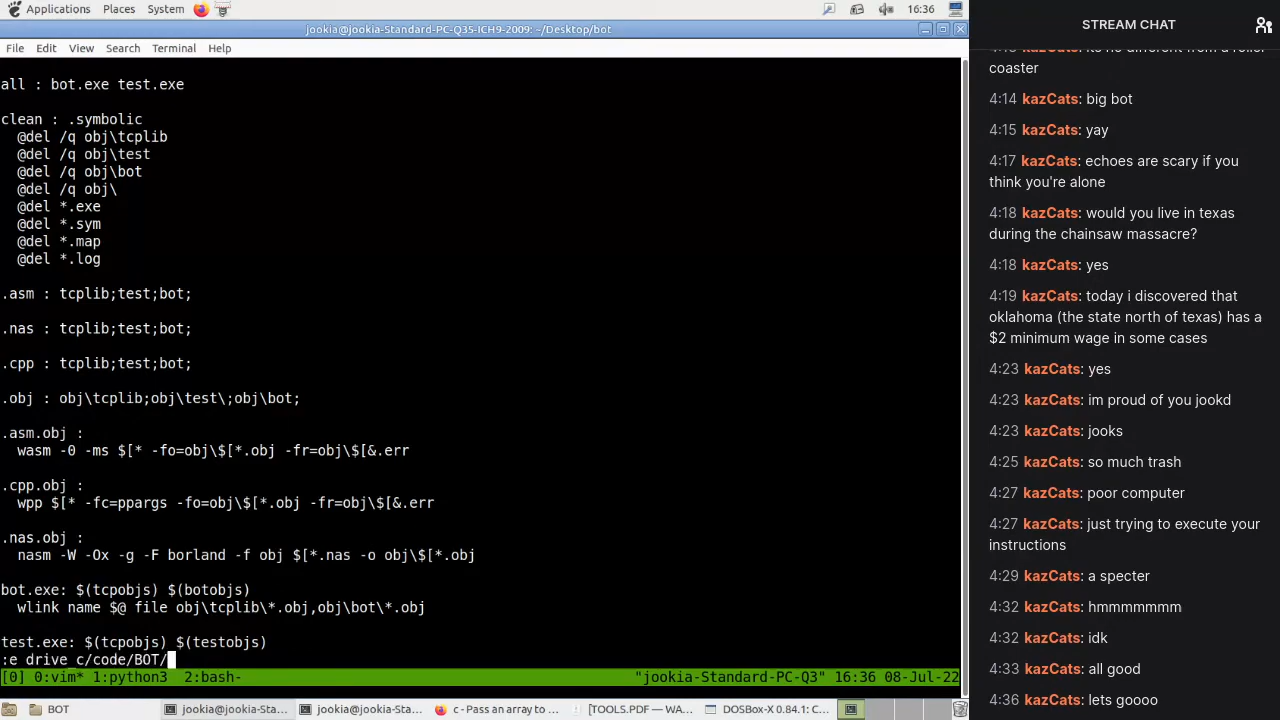 Applications Places System 16:36
jookia@jookia-Standard-PC-Q35-ICH9-2009: ~/Desktop/bot
File Edit View Search Terminal Help
all : bot.exe test.exe
clean : .symbolic
@del /q obj\tcplib
@del /q obj\test
@del /q obj\bot
@del /q obj\
@del *.exe
@del *.sym
@del *.map
@del *.log
.asm : tcplib;test;bot;
.nas : tcplib;test;bot;
.cpp : tcplib;test;bot;
.obj : obj\tcplib;obj\test\;obj\bot;
.asm.obj :
wasm -0 -ms $[* -fo=obj\$[*.obj -fr=obj\$[&.err
.cpp.obj :
wpp $[* -fc=ppargs -fo=obj\$[*.obj -fr=obj\$[&.err
.nas.obj :
nasm -W -Ox -g -F borland -f obj $[*.nas -o obj\$[*.obj
bot.exe: $(tcpobjs) $(botobjs)
wlink name $@ file obj\tcplib\*.obj,obj\bot\*.obj
test.exe: $(tcpobjs) $(testobjs)
:e drive_c/code/BOT/
[0] 0:vim* 1:python3 2:bash- "jookia-Standard-PC-Q3" 16:36 08-Jul-22
BOT jookia@jookia-Sta... jookia@jookia-Sta... c - Pass an array to ... [TOOLS.PDF — WA... DOSBox-X 0.84.1: C...
STREAM CHAT
4:13 kazCats: its no different from a roller
coaster
4:14 kazCats: big bot
4:15 kazCats: yay
4:17 kazCats: echoes are scary if you
think you're alone
4:18 kazCats: would you live in texas
during the chainsaw massacre?
4:18 kazCats: yes
4:19 kazCats: today i discovered that
oklahoma (the state north of texas) has a
$2 minimum wage in some cases
4:23 kazCats: yes
4:23 kazCats: im proud of you jookd
4:23 kazCats: jooks
4:25 kazCats: so much trash
4:27 kazCats: poor computer
4:27 kazCats: just trying to execute your
instructions
4:29 kazCats: a specter
4:32 kazCats: hmmmmmmm
4:32 kazCats: idk
4:33 kazCats: all good
4:36 kazCats: lets goooo